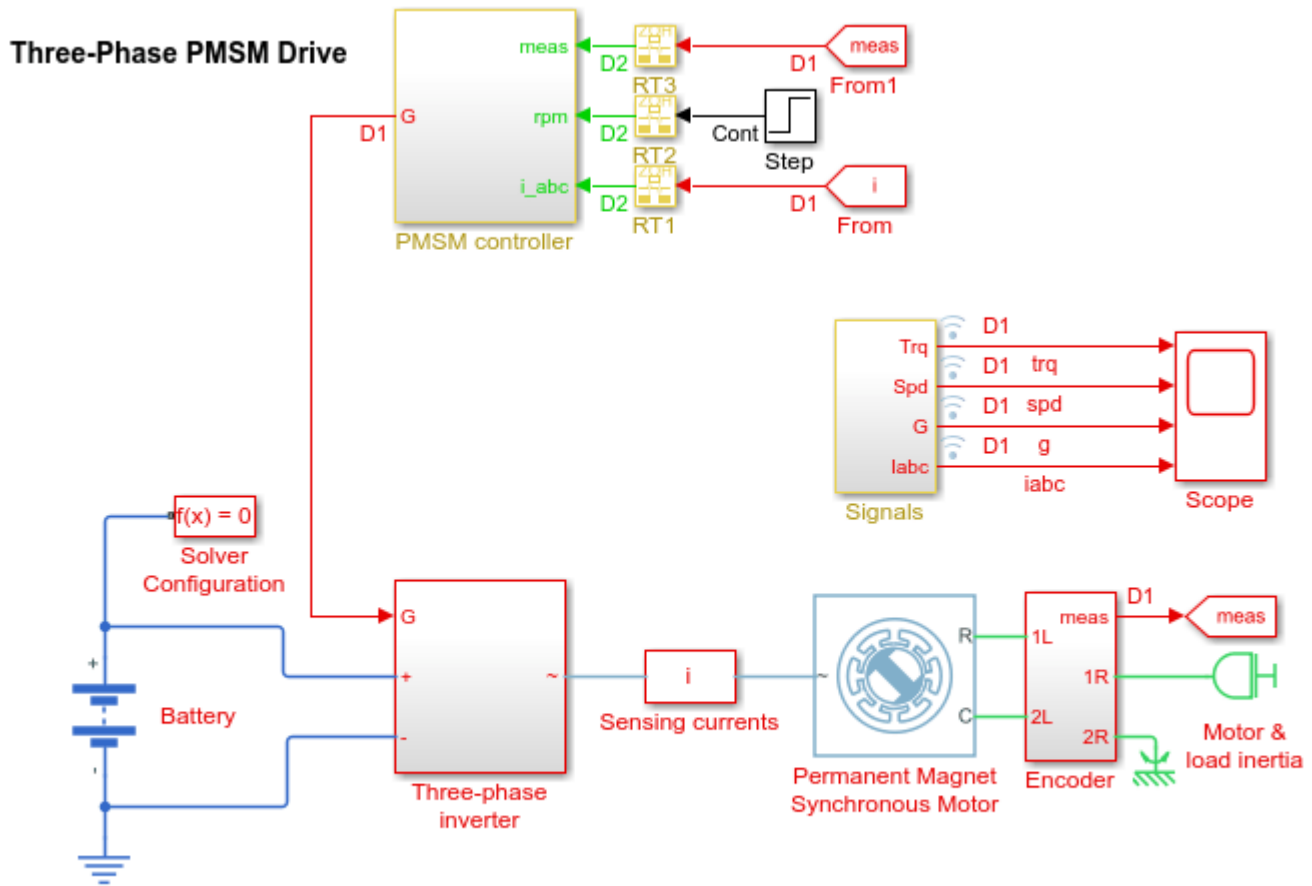 Three-Phase PMSM Drive
meas
D2
ZOH
RT3
D1
meas
From1
G
D1
rpm
D2
ZOH
RT2
Cont
Step
i_abc
D2
ZOH
RT1
D1
i
From
PMSM controller
Trq
D1
trq
Spd
D1
spd
G
D1
g
Iabc
D1
iabc
Signals
Scope
f(x) = 0
Solver
Configuration
+
Battery
-
G
+
-
~
Three-phase
inverter
i
Sensing currents
~
R
C
Permanent Magnet
Synchronous Motor
1L
2L
meas
1R
2R
Encoder
D1
meas
Motor &
load inertia